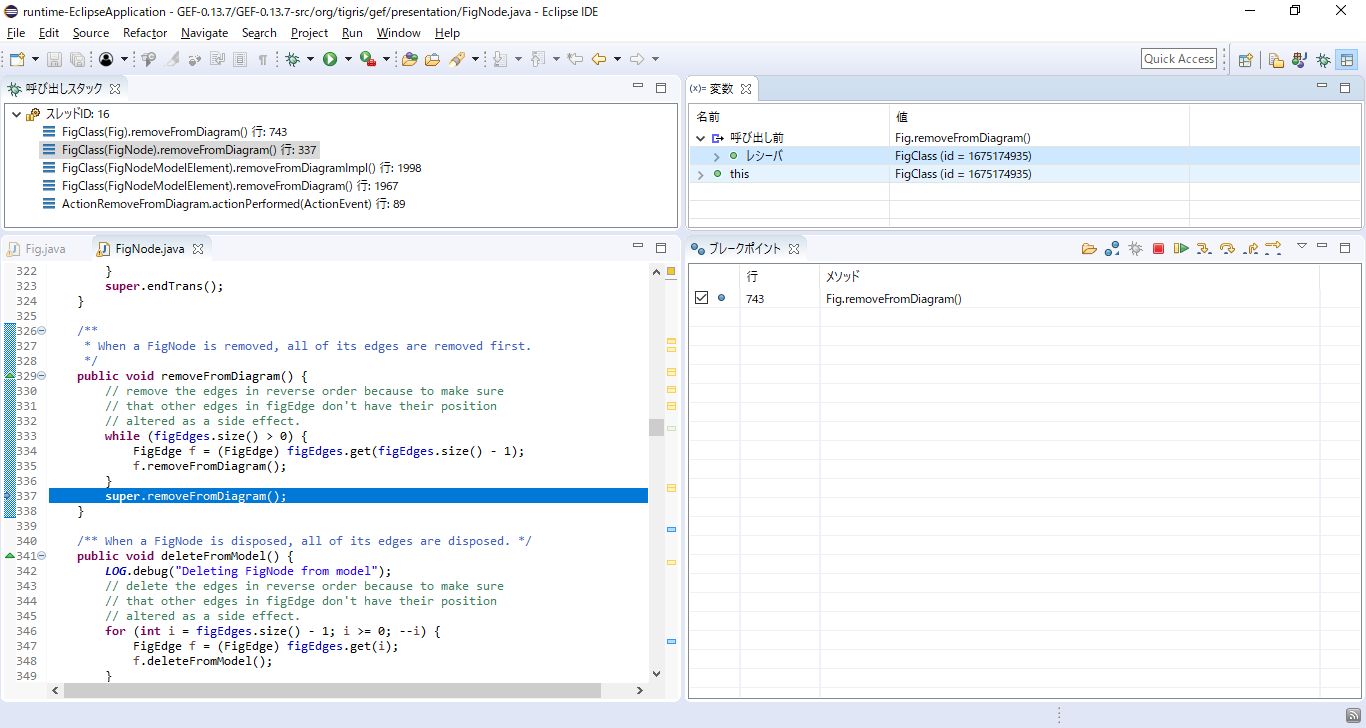 runtime-EclipseApplication - GEF-0.13.7/GEF-0.13.7-src/org/tigris/gef/presentation/FigNode.java - Eclipse IDE
File Edit Source Refactor Navigate Search Project Run Window Help
Quick Access
呼び出しスタック
スレッドID: 16
FigClass(Fig).removeFromDiagram() 行: 743
FigClass(FigNode).removeFromDiagram() 行: 337
FigClass(FigNodeModelElement).removeFromDiagramImpl() 行: 1998
FigClass(FigNodeModelElement).removeFromDiagram() 行: 1967
ActionRemoveFromDiagram.actionPerformed(ActionEvent) 行: 89
(x)= 変数
名前 値
呼び出し前 Fig.removeFromDiagram()
レシーバ FigClass (id = 1675174935)
this FigClass (id = 1675174935)
Fig.java FigNode.java
322 }
323 super.endTrans();
324 }
325
326 /**
327 * When a FigNode is removed, all of its edges are removed first.
328 */
329 public void removeFromDiagram() {
330 // remove the edges in reverse order because to make sure
331 // that other edges in figEdge don't have their position
332 // altered as a side effect.
333 while (figEdges.size() > 0) {
334 FigEdge f = (FigEdge) figEdges.get(figEdges.size() - 1);
335 f.removeFromDiagram();
336 }
337 super.removeFromDiagram();
338 }
339
340 /** When a FigNode is disposed, all of its edges are disposed. */
341 public void deleteFromModel() {
342 LOG.debug("Deleting FigNode from model");
343 // delete the edges in reverse order because to make sure
344 // that other edges in figEdge don't have their position
345 // altered as a side effect.
346 for (int i = figEdges.size() - 1; i >= 0; --i) {
347 FigEdge f = (FigEdge) figEdges.get(i);
348 f.deleteFromModel();
349 }
ブレークポイント
行 メソッド
743 Fig.removeFromDiagram()